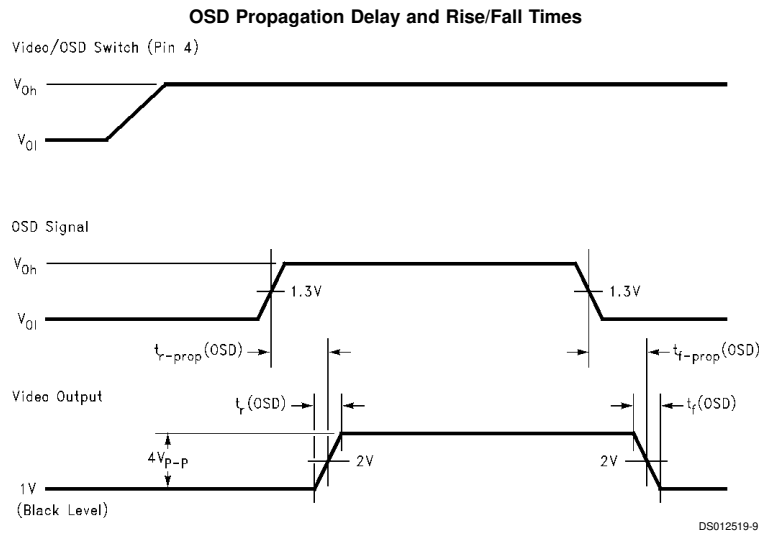 OSD Propagation Delay and Rise/Fall Times
Video/OSD Switch (Pin 4)
V0h
V0l
OSD Signal
V0h
1.3V
1.3V
V0l
tr-prop(OSD)
tf-prop(OSD)
Video Output
tr(OSD)
tf(OSD)
4VP-P
2V
2V
1V
(Black Level)
DS012519-9